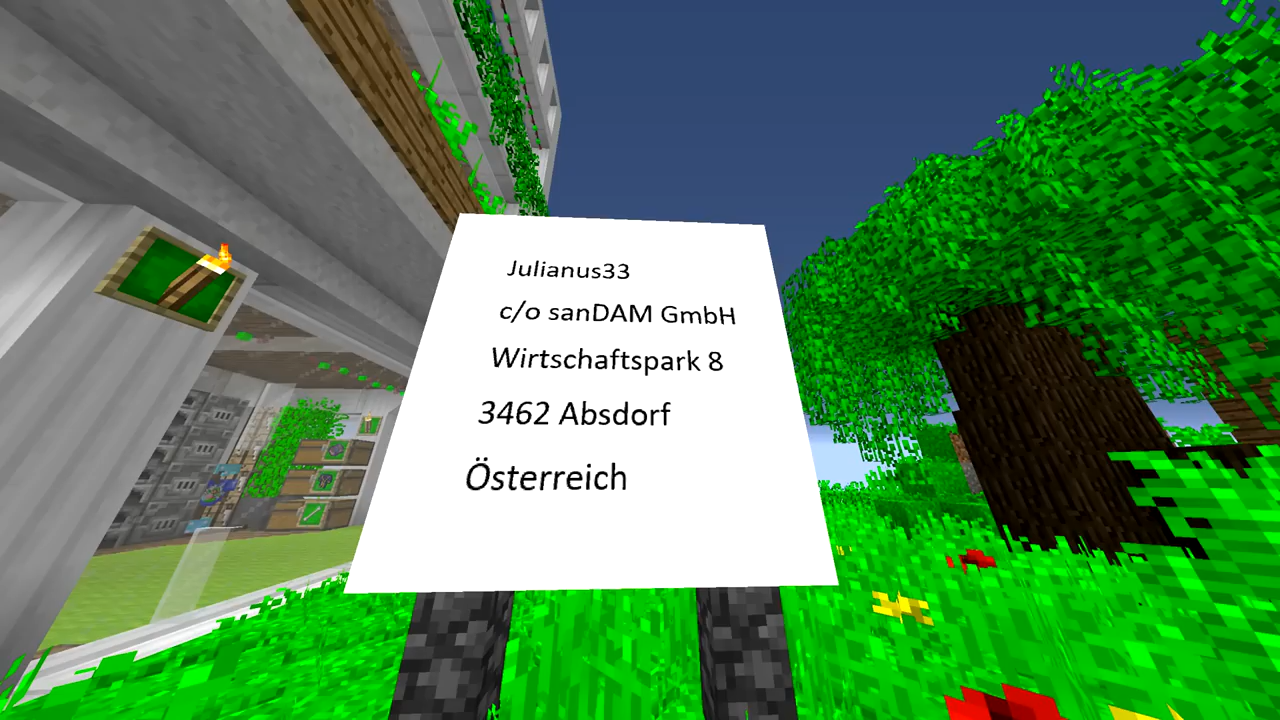 Julianus33
c/o sanDAM GmbH
Wirtschaftspark 8
3462 Absdorf
Österreich